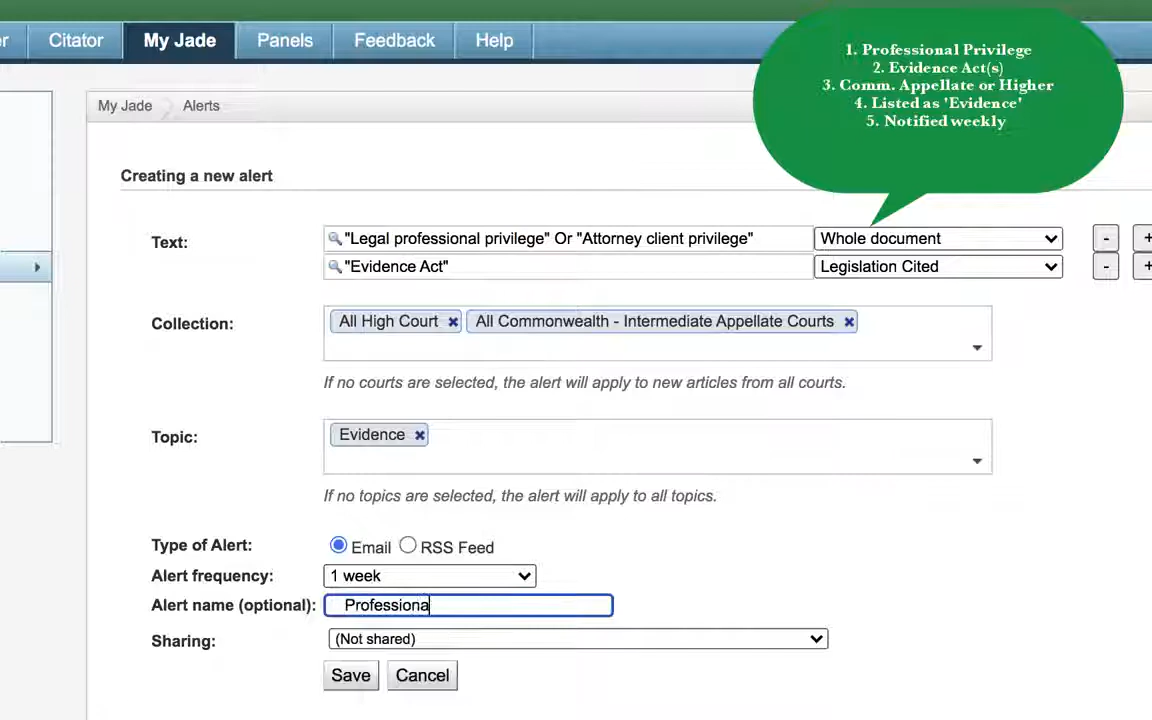 r Citator My Jade Panels Feedback Help
1. Professional Privilege
2. Evidence Act(s)
3. Comm. Appellate or Higher
4. Listed as 'Evidence'
5. Notified weekly
My Jade Alerts
Creating a new alert
Text: "Legal professional privilege" Or "Attorney client privilege" Whole document - +
"Evidence Act" Legislation Cited - +
Collection: All High Court × All Commonwealth - Intermediate Appellate Courts ×
If no courts are selected, the alert will apply to new articles from all courts.
Topic: Evidence ×
If no topics are selected, the alert will apply to all topics.
Type of Alert: Email RSS Feed
Alert frequency: 1 week
Alert name (optional): Professiona
Sharing: (Not shared)
Save Cancel